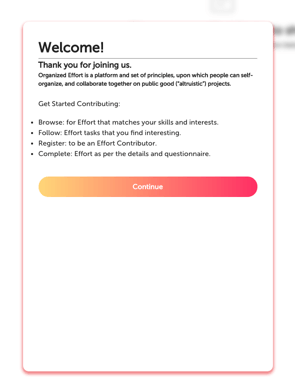 Welcome!
Thank you for joining us.
Organized Effort is a platform and set of principles, upon which people can self-
organize, and collaborate together on public good ("altruistic") projects.
Get Started Contributing:
• Browse: for Effort that matches your skills and interests.
• Follow: Effort tasks that you find interesting.
• Register: to be an Effort Contributor.
• Complete: Effort as per the details and questionnaire.
Continue